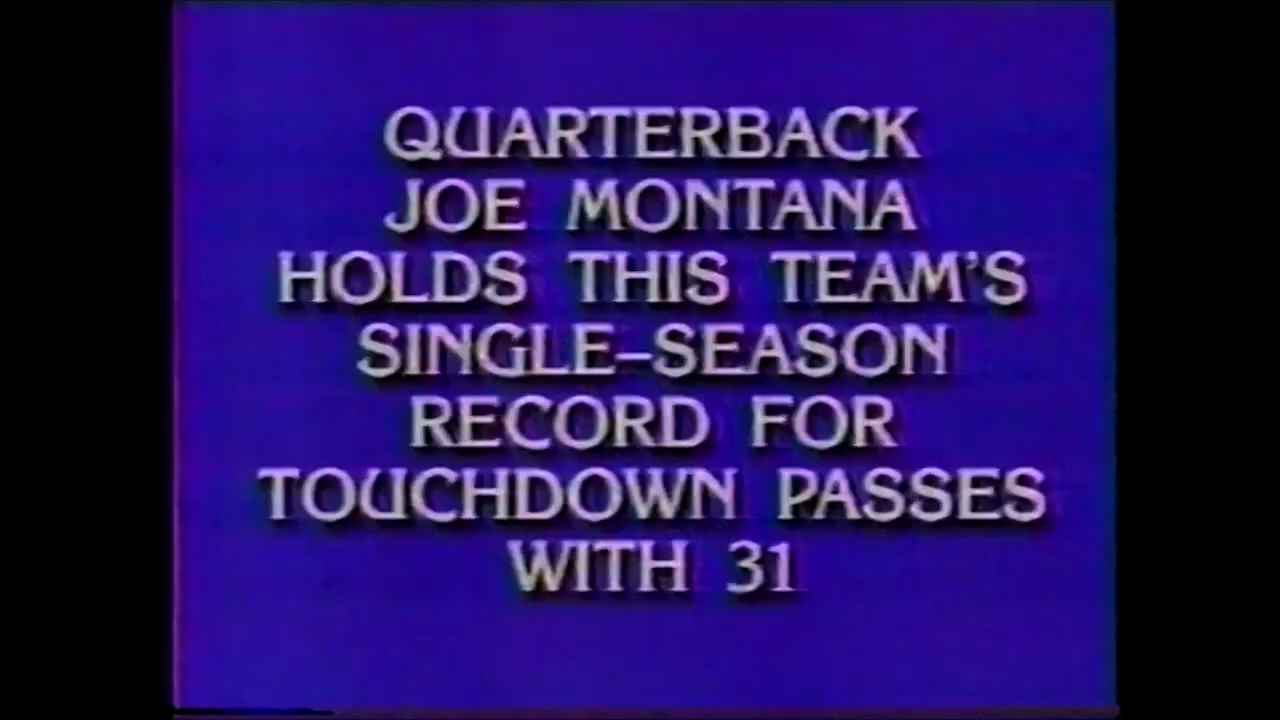 QUARTERBACK
JOE MONTANA
HOLDS THIS TEAM'S
SINGLE-SEASON
RECORD FOR
TOUCHDOWN PASSES
WITH 31